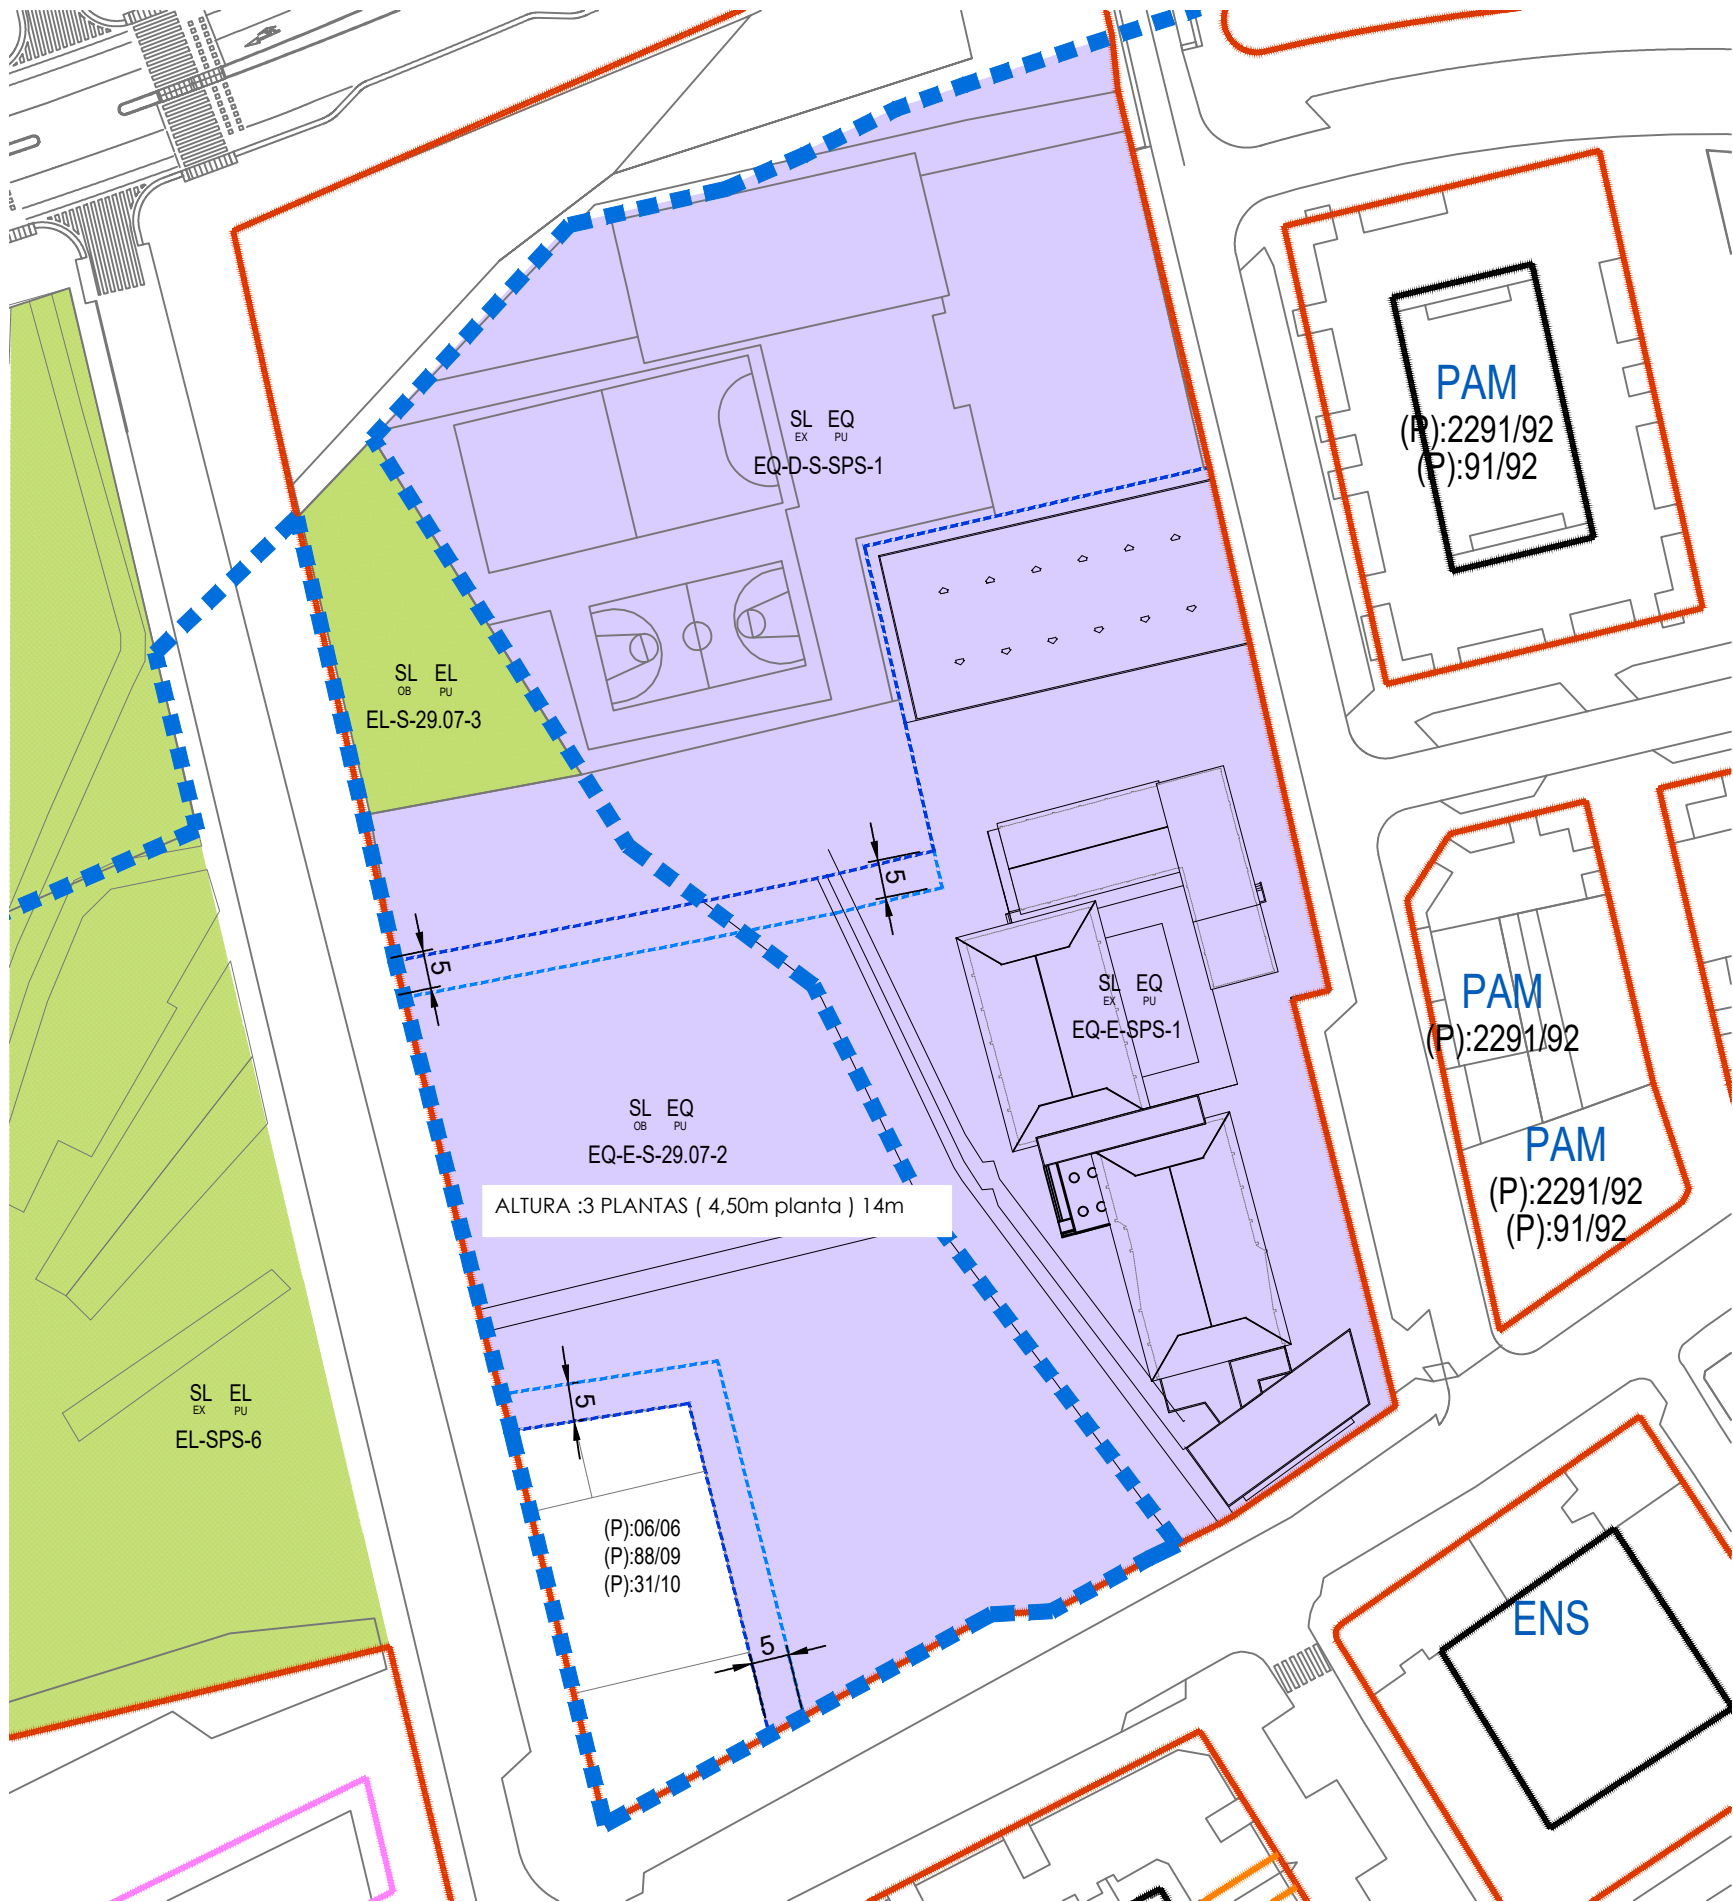 PAM
(P):2291/92
(P):91/92
SL EQ
EX PU
EQ-D-S-SPS-1
SL EL
OB PU
EL-S-29.07-3
5
5
SL EQ
EX PU
EQ-E-SPS-1
PAM
(P):2291/92
SL EQ
OB PU
EQ-E-S-29.07-2
PAM
(P):2291/92
(P):91/92
ALTURA :3 PLANTAS ( 4,50m planta ) 14m
5
SL EL
EX PU
EL-SPS-6
(P):06/06
(P):88/09
(P):31/10
ENS
5